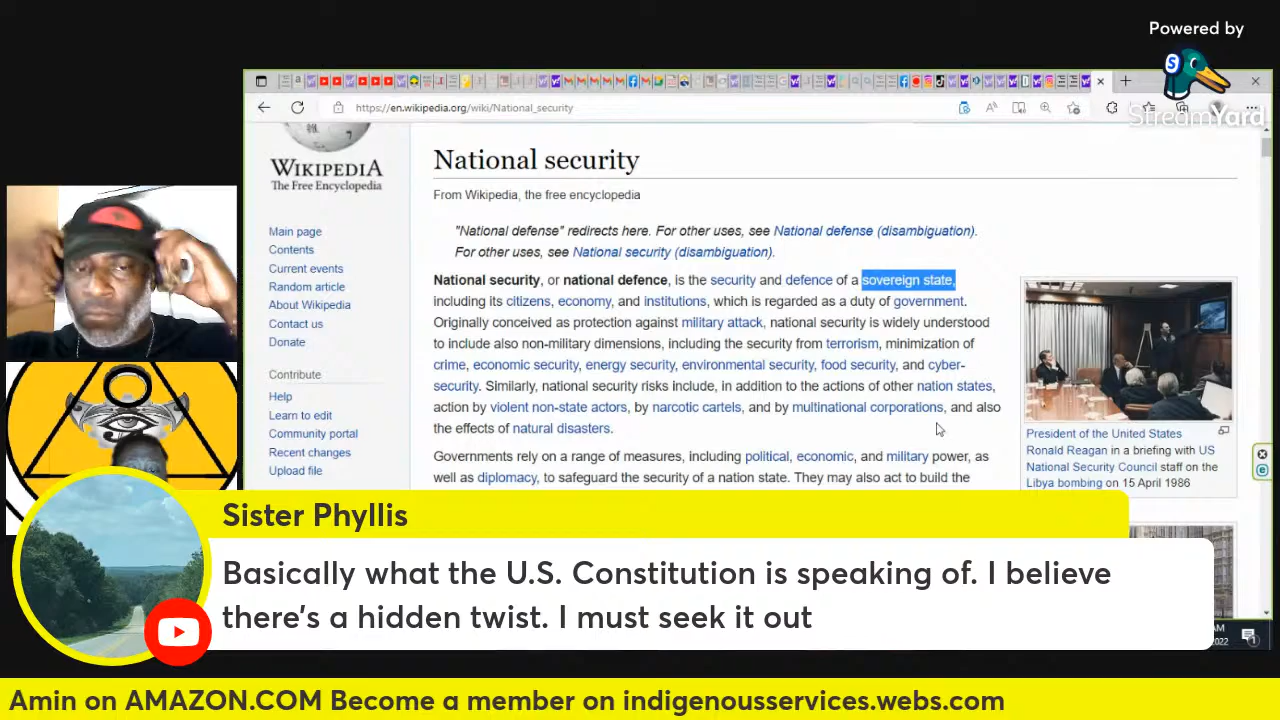 Powered by
StreamYard
https://en.wikipedia.org/wiki/National_security
WIKIPEDIA
The Free Encyclopedia
Main page
Contents
Current events
Random article
About Wikipedia
Contact us
Donate
Contribute
Help
Learn to edit
Community portal
Recent changes
Upload file
National security
From Wikipedia, the free encyclopedia
"National defense" redirects here. For other uses, see National defense (disambiguation).
For other uses, see National security (disambiguation).
National security, or national defence, is the security and defence of a sovereign state,
including its citizens, economy, and institutions, which is regarded as a duty of government.
Originally conceived as protection against military attack, national security is widely understood
to include also non-military dimensions, including the security from terrorism, minimization of
crime, economic security, energy security, environmental security, food security, and cyber-
security. Similarly, national security risks include, in addition to the actions of other nation states,
action by violent non-state actors, by narcotic cartels, and by multinational corporations, and also
the effects of natural disasters.
Governments rely on a range of measures, including political, economic, and military power, as
well as diplomacy, to safeguard the security of a nation state. They may also act to build the
President of the United States
Ronald Reagan in a briefing with US
National Security Council staff on the
Libya bombing on 15 April 1986
AM
2022
Sister Phyllis
Basically what the U.S. Constitution is speaking of. I believe
there's a hidden twist. I must seek it out
Amin on AMAZON.COM Become a member on indigenousservices.webs.com